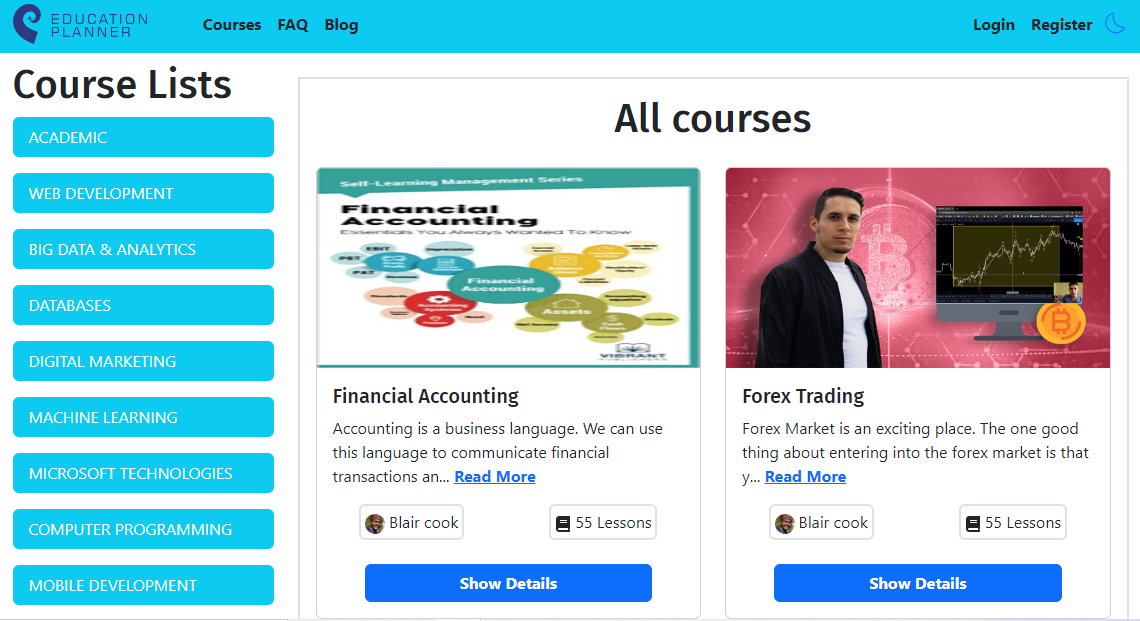 EDUCATION
PLANNER
Courses FAQ Blog
Login Register
Course Lists
ACADEMIC
WEB DEVELOPMENT
BIG DATA & ANALYTICS
DATABASES
DIGITAL MARKETING
MACHINE LEARNING
MICROSOFT TECHNOLOGIES
COMPUTER PROGRAMMING
MOBILE DEVELOPMENT
All courses
Self-Learning Management Series
Financial
Accounting
Essentials You Always Wanted To Know
EBIT
PBT
PAT
Financial
Accounting
Assets
VIBRANT
PUBLISHERS
Financial Accounting
Accounting is a business language. We can use
this language to communicate financial
transactions an... Read More
Blair cook
55 Lessons
Show Details
Forex Trading
Forex Market is an exciting place. The one good
thing about entering into the forex market is that
y... Read More
Blair cook
55 Lessons
Show Details